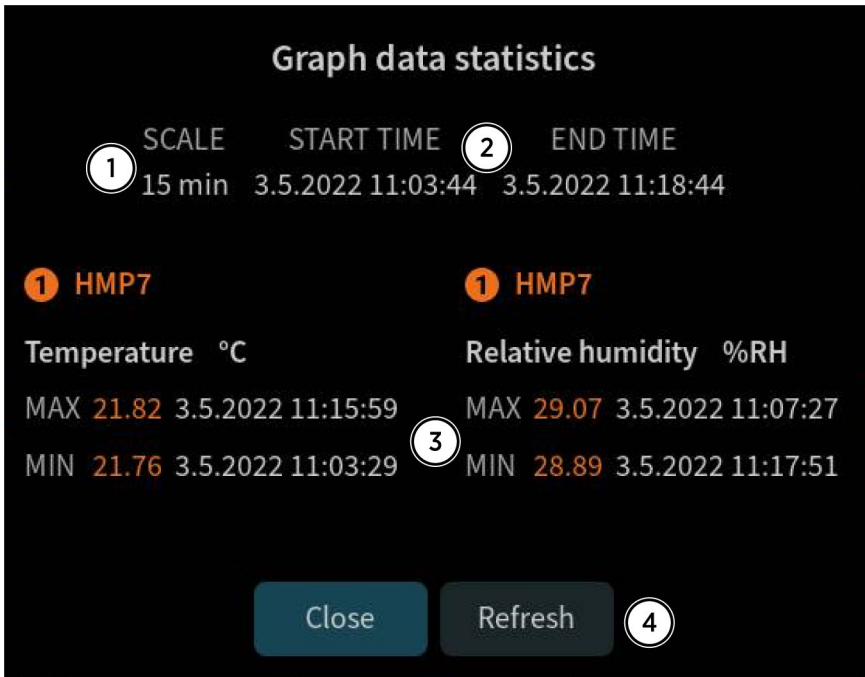 Graph data statistics
SCALE START TIME 2 END TIME
1
15 min 3.5.2022 11:03:44 3.5.2022 11:18:44
1 HMP7
Temperature °C
MAX 21.82 3.5.2022 11:15:59
MIN 21.76 3.5.2022 11:03:29
1 HMP7
Relative humidity %RH
MAX 29.07 3.5.2022 11:07:27
MIN 28.89 3.5.2022 11:17:51
3
Close
Refresh
4